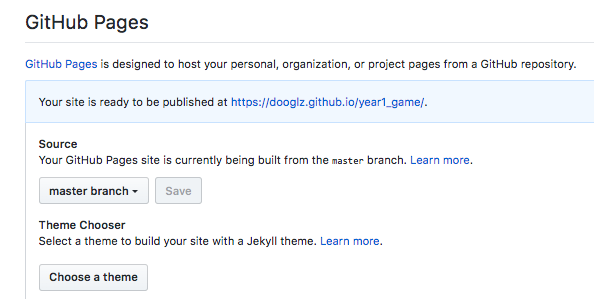 GitHub Pages
GitHub Pages is designed to host your personal, organization, or project pages from a GitHub repository.
Your site is ready to be published at https://dooglz.github.io/year1_game/.
Source
Your GitHub Pages site is currently being built from the master branch. Learn more.
master branch Save
Theme Chooser
Select a theme to build your site with a Jekyll theme. Learn more.
Choose a theme